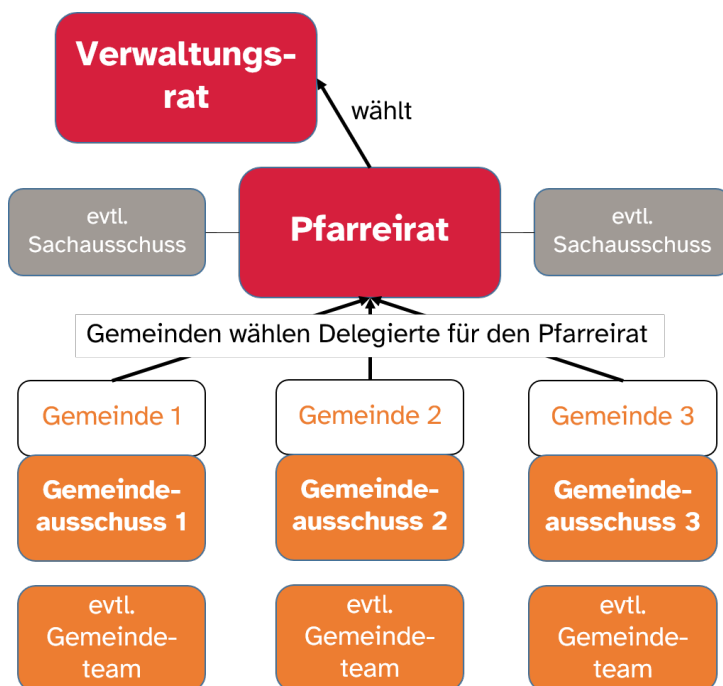 Verwaltungs-
rat
wählt
evtl.
Sachausschuss
Pfarreirat
evtl.
Sachausschuss
Gemeinden wählen Delegierte für den Pfarreirat
Gemeinde 1
Gemeinde 2
Gemeinde 3
Gemeinde-
ausschuss 1
Gemeinde-
ausschuss 2
Gemeinde-
ausschuss 3
evtl.
Gemeinde-
team
evtl.
Gemeinde-
team
evtl.
Gemeinde-
team